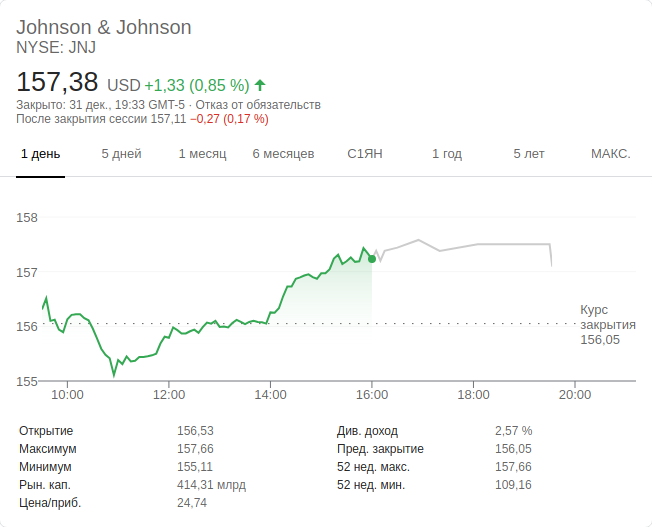 Johnson & Johnson
NYSE: JNJ
157,38 USD +1,33 (0,85 %)
Закрыто: 31 дек., 19:33 GMT-5 · Отказ от обязательств
После закрытия сессии 157,11 −0,27 (0,17 %)
1 день 5 дней 1 месяц 6 месяцев С1ЯН 1 год 5 лет МАКС.
158
157
156
155
Курс
закрытия
156,05
10:00 12:00 14:00 16:00 18:00 20:00
Открытие 156,53 Див. доход 2,57 %
Максимум 157,66 Пред. закрытие 156,05
Минимум 155,11 52 нед. макс. 157,66
Рын. кап. 414,31 млрд 52 нед. мин. 109,16
Цена/приб. 24,74